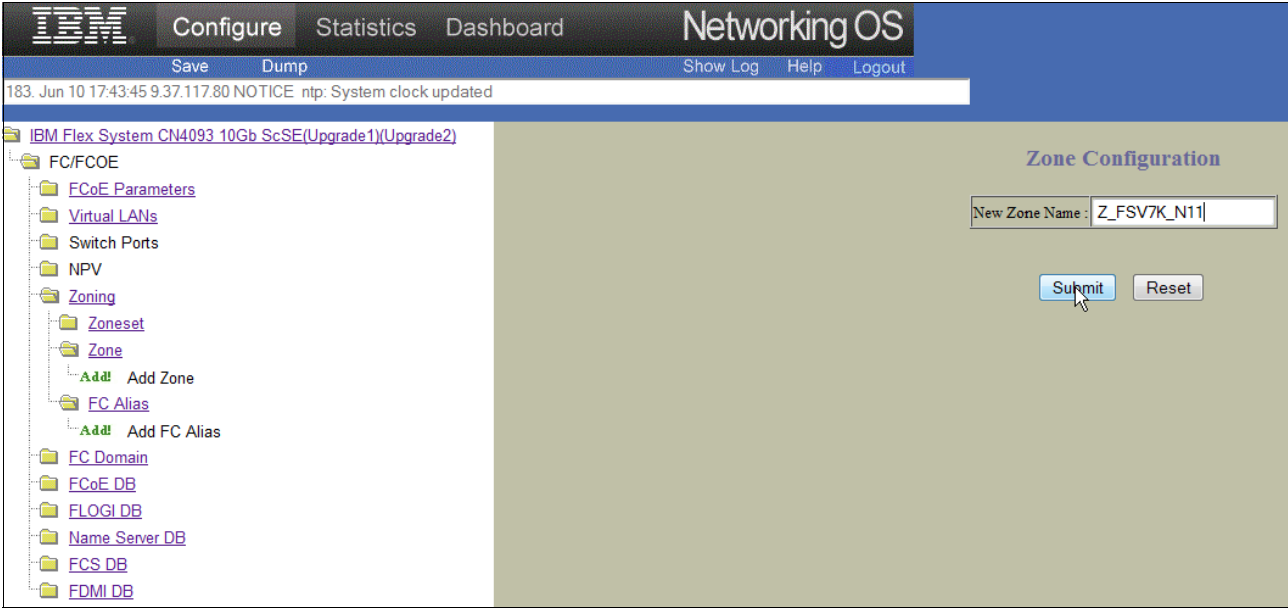 IBM Configure Statistics Dashboard Networking OS
Save Dump Show Log Help Logout
183. Jun 10 17:43:45 9.37.117.80 NOTICE ntp: System clock updated
IBM Flex System CN4093 10Gb ScSE(Upgrade1)(Upgrade2)
FC/FCOE
FCoE Parameters
Virtual LANs
Switch Ports
NPV
Zoning
Zoneset
Zone
Add! Add Zone
FC Alias
Add! Add FC Alias
FC Domain
FCoE DB
FLOGI DB
Name Server DB
FCS DB
FDMI DB
Zone Configuration
New Zone Name : Z_FSV7K_N11
Submit Reset